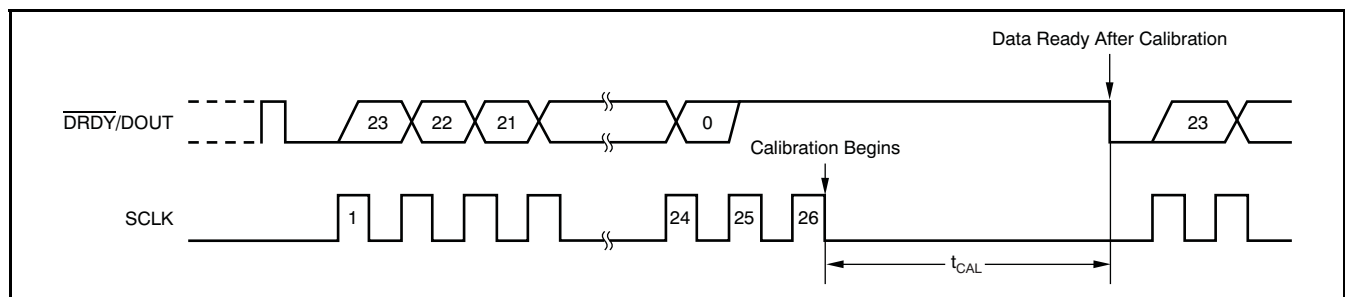 Data Ready After Calibration
DRDY/DOUT
23
22
21
0
23
Calibration Begins
SCLK
1
24
25
26
tCAL